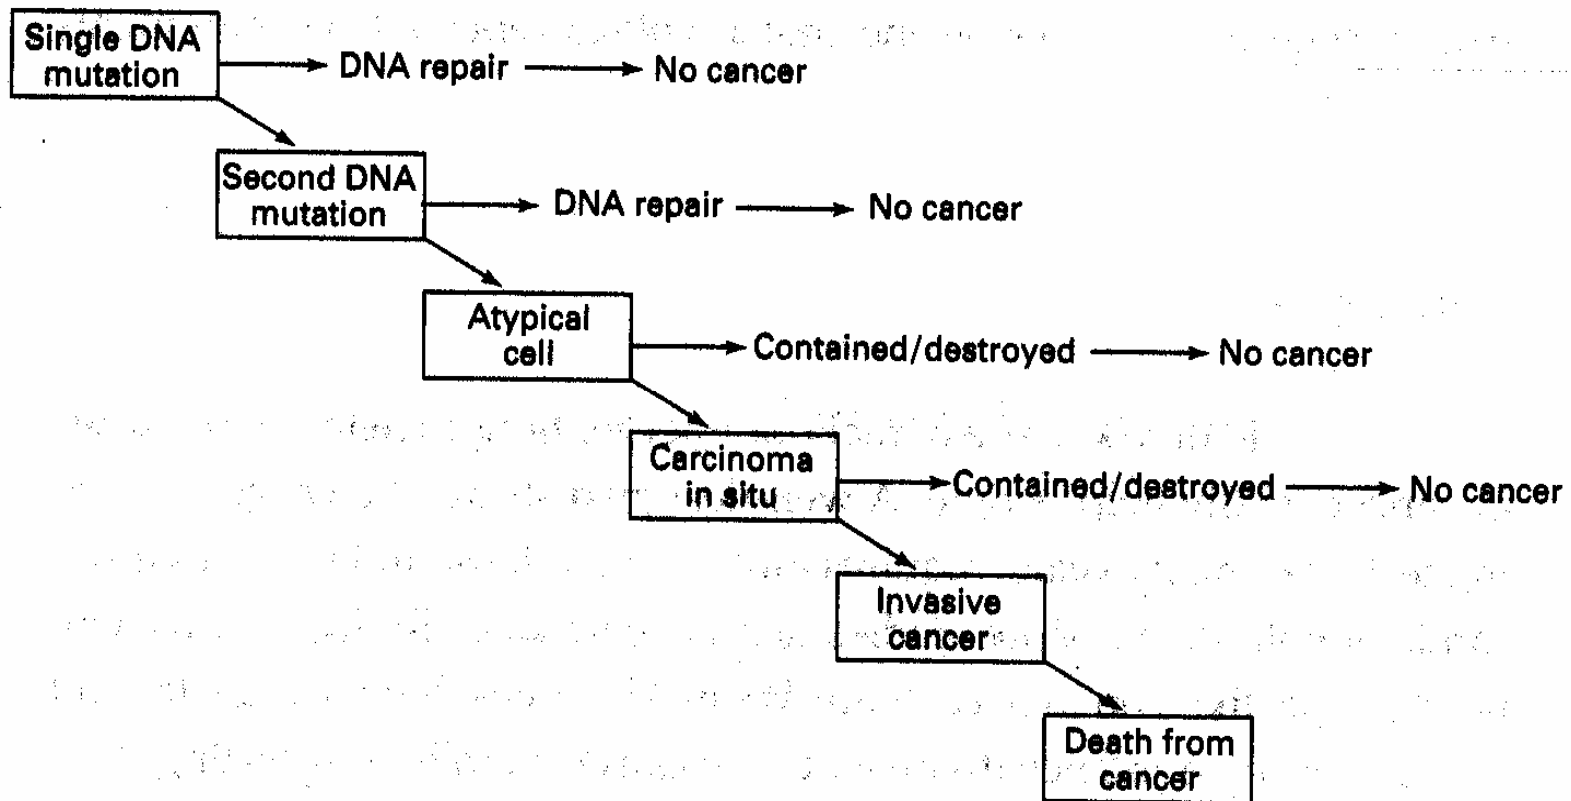 Single DNA
mutation
DNA repair
No cancer
Second DNA
mutation
DNA repair
No cancer
Atypical
cell
Contained/destroyed
No cancer
Carcinoma
in situ
Contained/destroyed
No cancer
Invasive
cancer
Death from
cancer